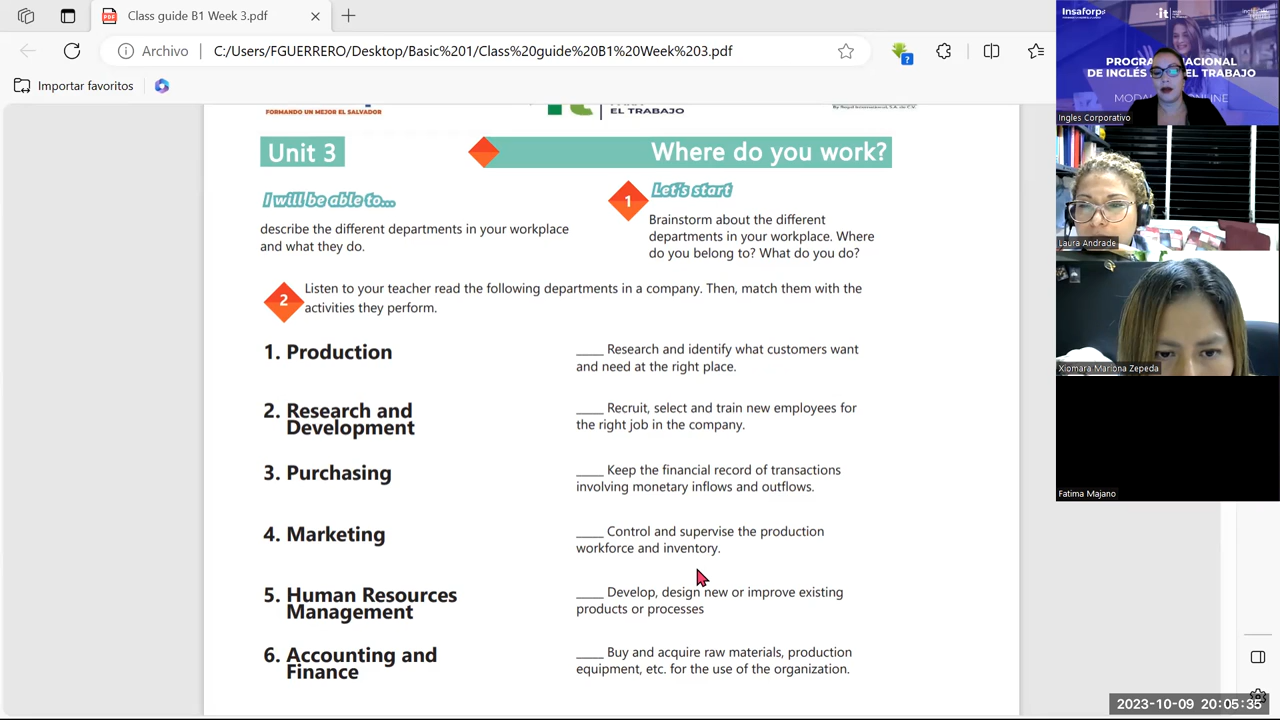 Class guide B1 Week 3.pdf
Archivo
C:/Users/FGUERRERO/Desktop/Basic%201/Class%20guide%20B1%20Week%203.pdf
Importar favoritos
FORMANDO UN MEJOR EL SALVADOR
EL TRABAJO
Unit 3
Where do you work?
I will be able to...
describe the different departments in your workplace
and what they do.
1
Let's start
Brainstorm about the different
departments in your workplace. Where
do you belong to? What do you do?
2
Listen to your teacher read the following departments in a company. Then, match them with the
activities they perform.
1. Production
____ Research and identify what customers want
and need at the right place.
2. Research and
Development
____ Recruit, select and train new employees for
the right job in the company.
3. Purchasing
____ Keep the financial record of transactions
involving monetary inflows and outflows.
4. Marketing
____ Control and supervise the production
workforce and inventory.
5. Human Resources
Management
____ Develop, design new or improve existing
products or processes
6. Accounting and
Finance
____ Buy and acquire raw materials, production
equipment, etc. for the use of the organization.
Insaforp
Ingles Corporativo
Laura Andrade
Xiomara Mariona Zepeda
Fatima Majano
2023-10-09 20:05:35